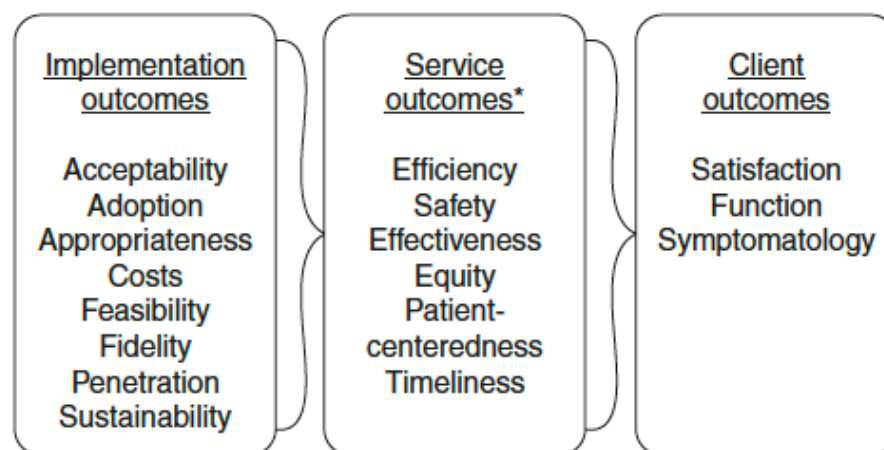 Implementation
outcomes
Acceptability
Adoption
Appropriateness
Costs
Feasibility
Fidelity
Penetration
Sustainability
Service
outcomes*
Efficiency
Safety
Effectiveness
Equity
Patient-
centeredness
Timeliness
Client
outcomes
Satisfaction
Function
Symptomatology